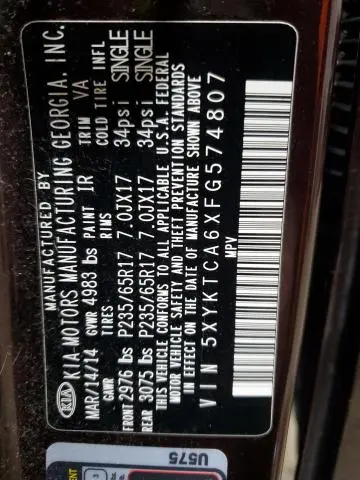 MANUFACTURED BY
KIA KIA-MOTORS MANUFACTURING GEORGIA, INC.
MAR/14/14 PAINT IR TRIM VA
GVWR 4983 lbs
GAWR TIRES RIMS COLD TIRE INFL
FRONT 2976 lbs P235/65R17 7.0JX17 34psi SINGLE
REAR 3075 lbs P235/65R17 7.0JX17 34psi SINGLE
THIS VEHICLE CONFORMS TO ALL APPLICABLE U.S.A. FEDERAL
MOTOR VEHICLE SAFETY AND THEFT PREVENTION STANDARDS
IN EFFECT ON THE DATE OF MANUFACTURE SHOWN ABOVE
VIN 5XYKTCA6XFG574807
MPV
U575